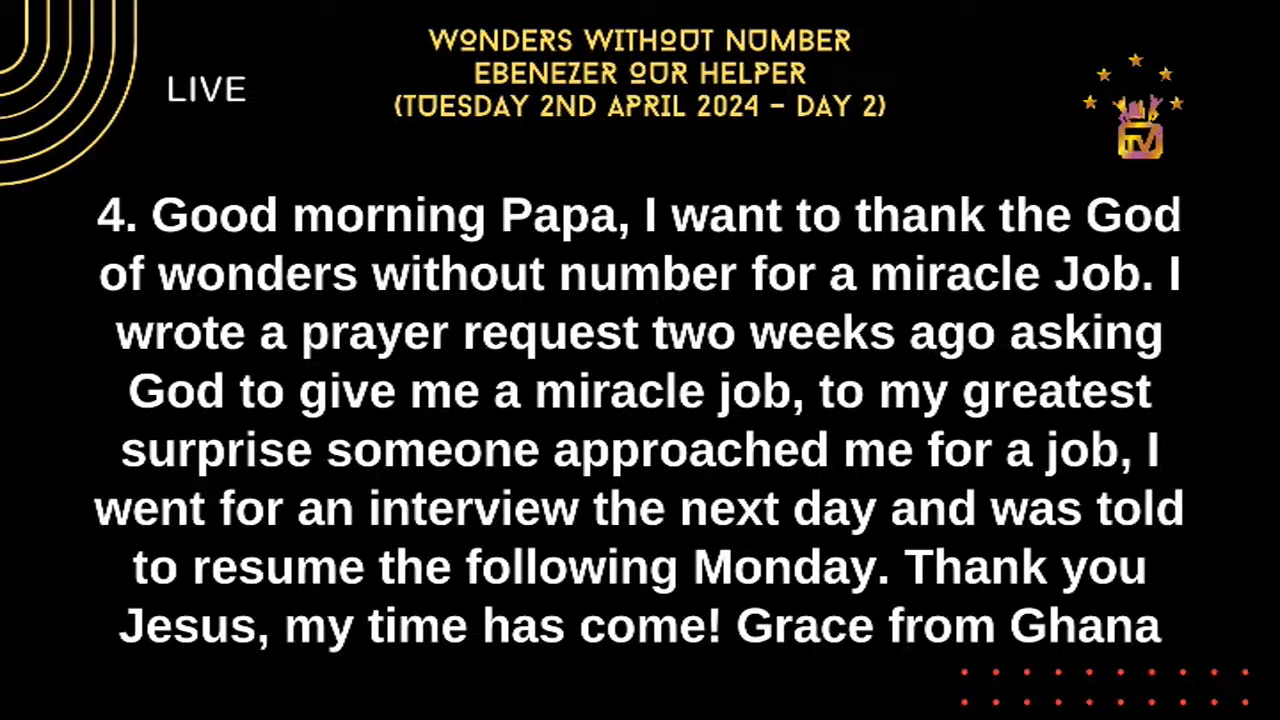 WONDERS WITHOUT NUMBER
EBENEZER OUR HELPER
(TUESDAY 2ND APRIL 2024 - DAY 2)
LIVE
TV
4. Good morning Papa, I want to thank the God
of wonders without number for a miracle Job. I
wrote a prayer request two weeks ago asking
God to give me a miracle job, to my greatest
surprise someone approached me for a job, I
went for an interview the next day and was told
to resume the following Monday. Thank you
Jesus, my time has come! Grace from Ghana